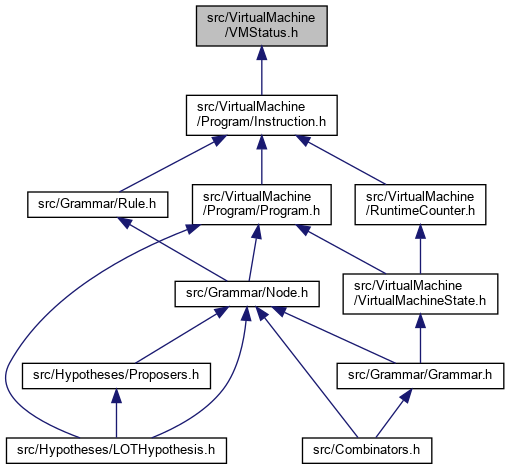 src/VirtualMachine
/VMStatus.h
src/VirtualMachine
/Program/Instruction.h
src/Grammar/Rule.h
src/VirtualMachine
/Program/Program.h
src/VirtualMachine
/RuntimeCounter.h
src/Grammar/Node.h
src/VirtualMachine
/VirtualMachineState.h
src/Hypotheses/Proposers.h
src/Grammar/Grammar.h
src/Hypotheses/LOTHypothesis.h
src/Combinators.h